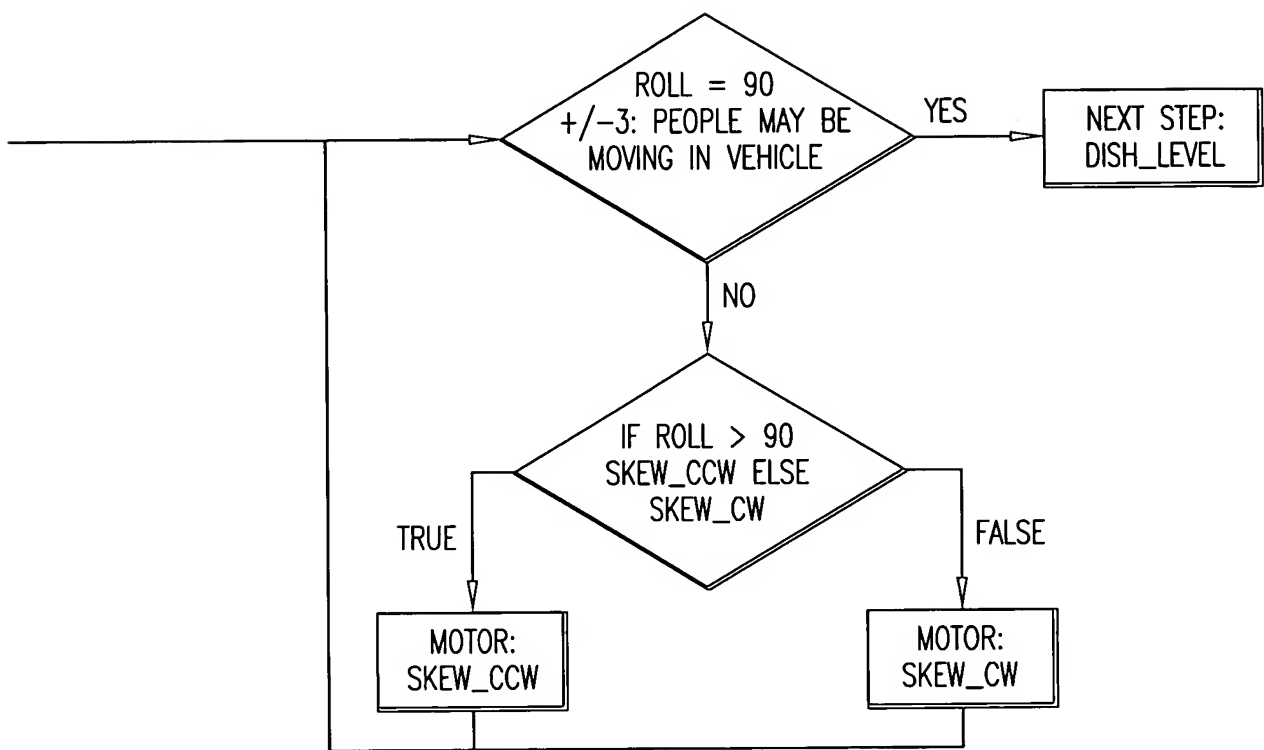 ROLL = 90
+/-3: PEOPLE MAY BE
MOVING IN VEHICLE
YES
NEXT STEP:
DISH_LEVEL
NO
IF ROLL > 90
SKEW_CCW ELSE
SKEW_CW
TRUE
FALSE
MOTOR:
SKEW_CCW
MOTOR:
SKEW_CW